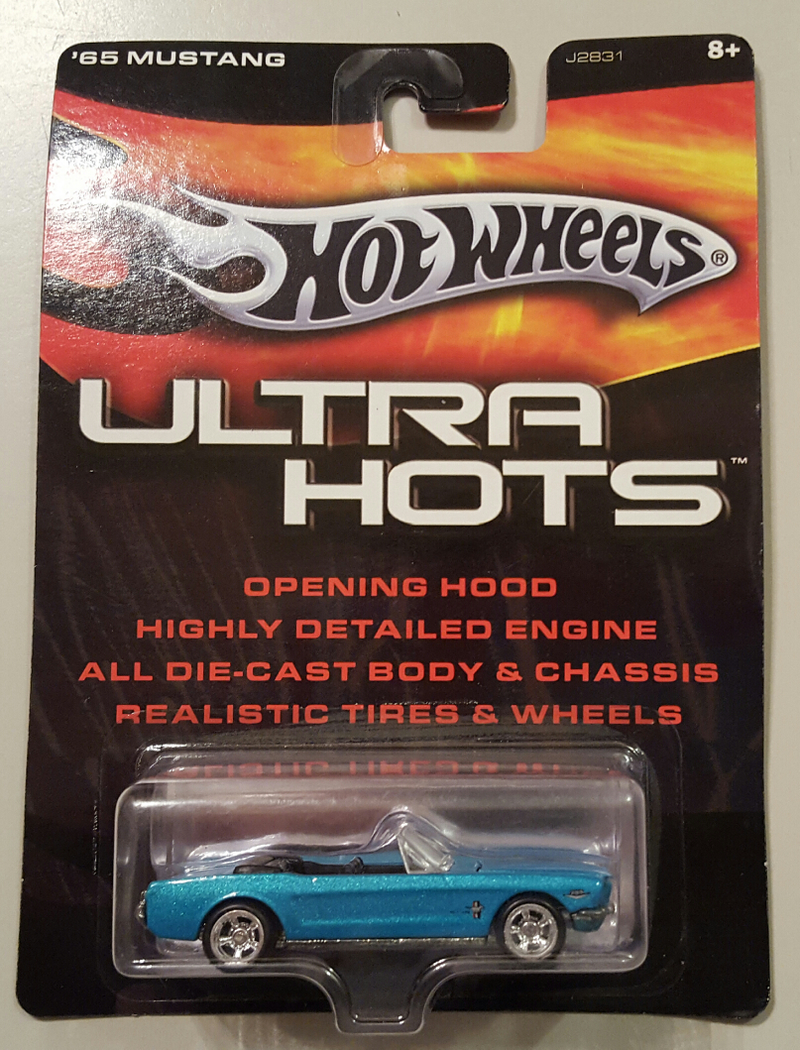 '65 MUSTANG
J2831
8+
HOT WHEELS®
ULTRA
HOTS™
OPENING HOOD
HIGHLY DETAILED ENGINE
ALL DIE-CAST BODY & CHASSIS
REALISTIC TIRES & WHEELS